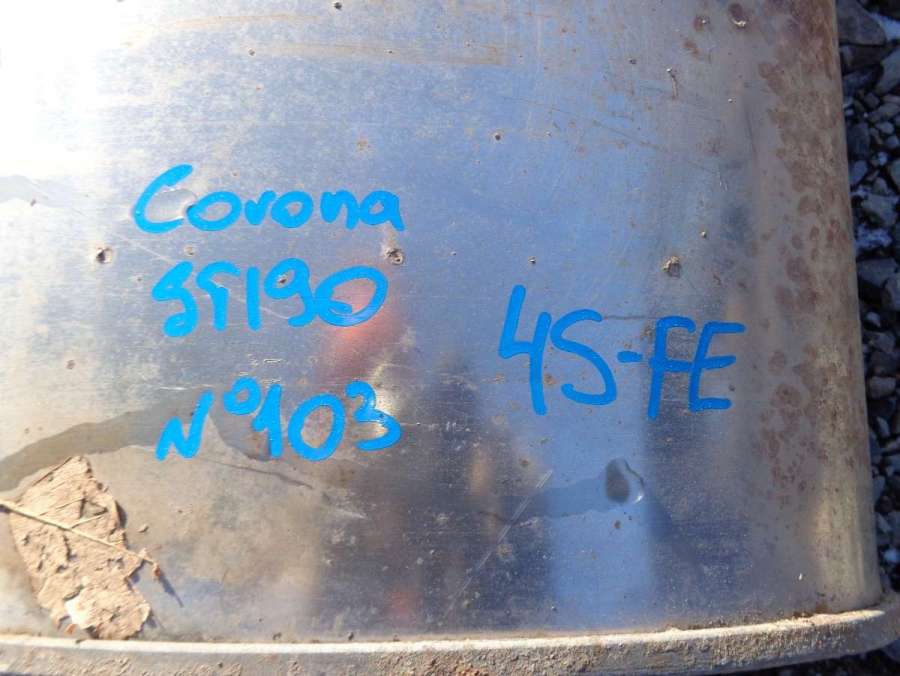 Corona
ST190
4S-FE
N°103